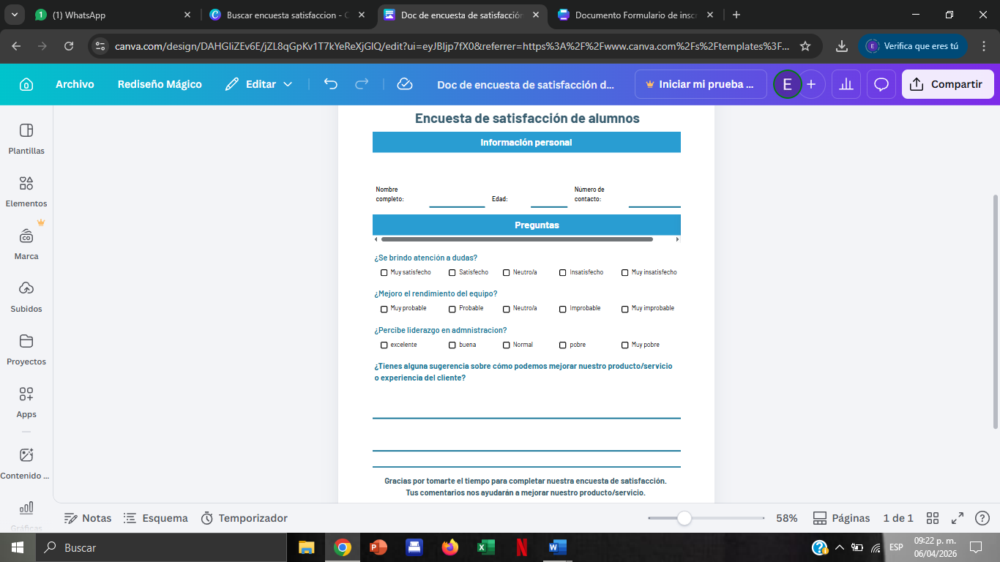 (1) WhatsApp
Buscar encuesta satisfaccion - C
Doc de encuesta de satisfacción
Documento Formulario de insc
canva.com/design/DAHGIiZEv6E/jZL8qGpKv1T7kYeReXjGlQ/edit?ui=eyJBIjp7fX0&referrer=https%3A%2F%2Fwww.canva.com%2Fs%2Ftemplates%3F...
E
Verifica que eres tú
Archivo
Rediseño Mágico
Editar
Doc de encuesta de satisfacción d...
Iniciar mi prueba ...
E
Compartir
Plantillas
Elementos
Marca
Subidos
Proyectos
Apps
Contenido ...
Gráficas
Encuesta de satisfacción de alumnos
Información personal
Nombre
completo:
Edad:
Número de
contacto:
Preguntas
¿Se brindo atención a dudas?
Muy satisfecho Satisfecho Neutro/a Insatisfecho Muy insatisfecho
¿Mejoro el rendimiento del equipo?
Muy probable Probable Neutro/a Improbable Muy improbable
¿Percibe liderazgo en admnistracion?
excelente buena Normal pobre Muy pobre
¿Tienes alguna sugerencia sobre cómo podemos mejorar nuestro producto/servicio
o experiencia del cliente?
Gracias por tomarte el tiempo para completar nuestra encuesta de satisfacción.
Tus comentarios nos ayudarán a mejorar nuestro producto/servicio.
Notas
Esquema
Temporizador
58%
Páginas
1 de 1
Buscar
ESP
09:22 p. m.
06/04/2026